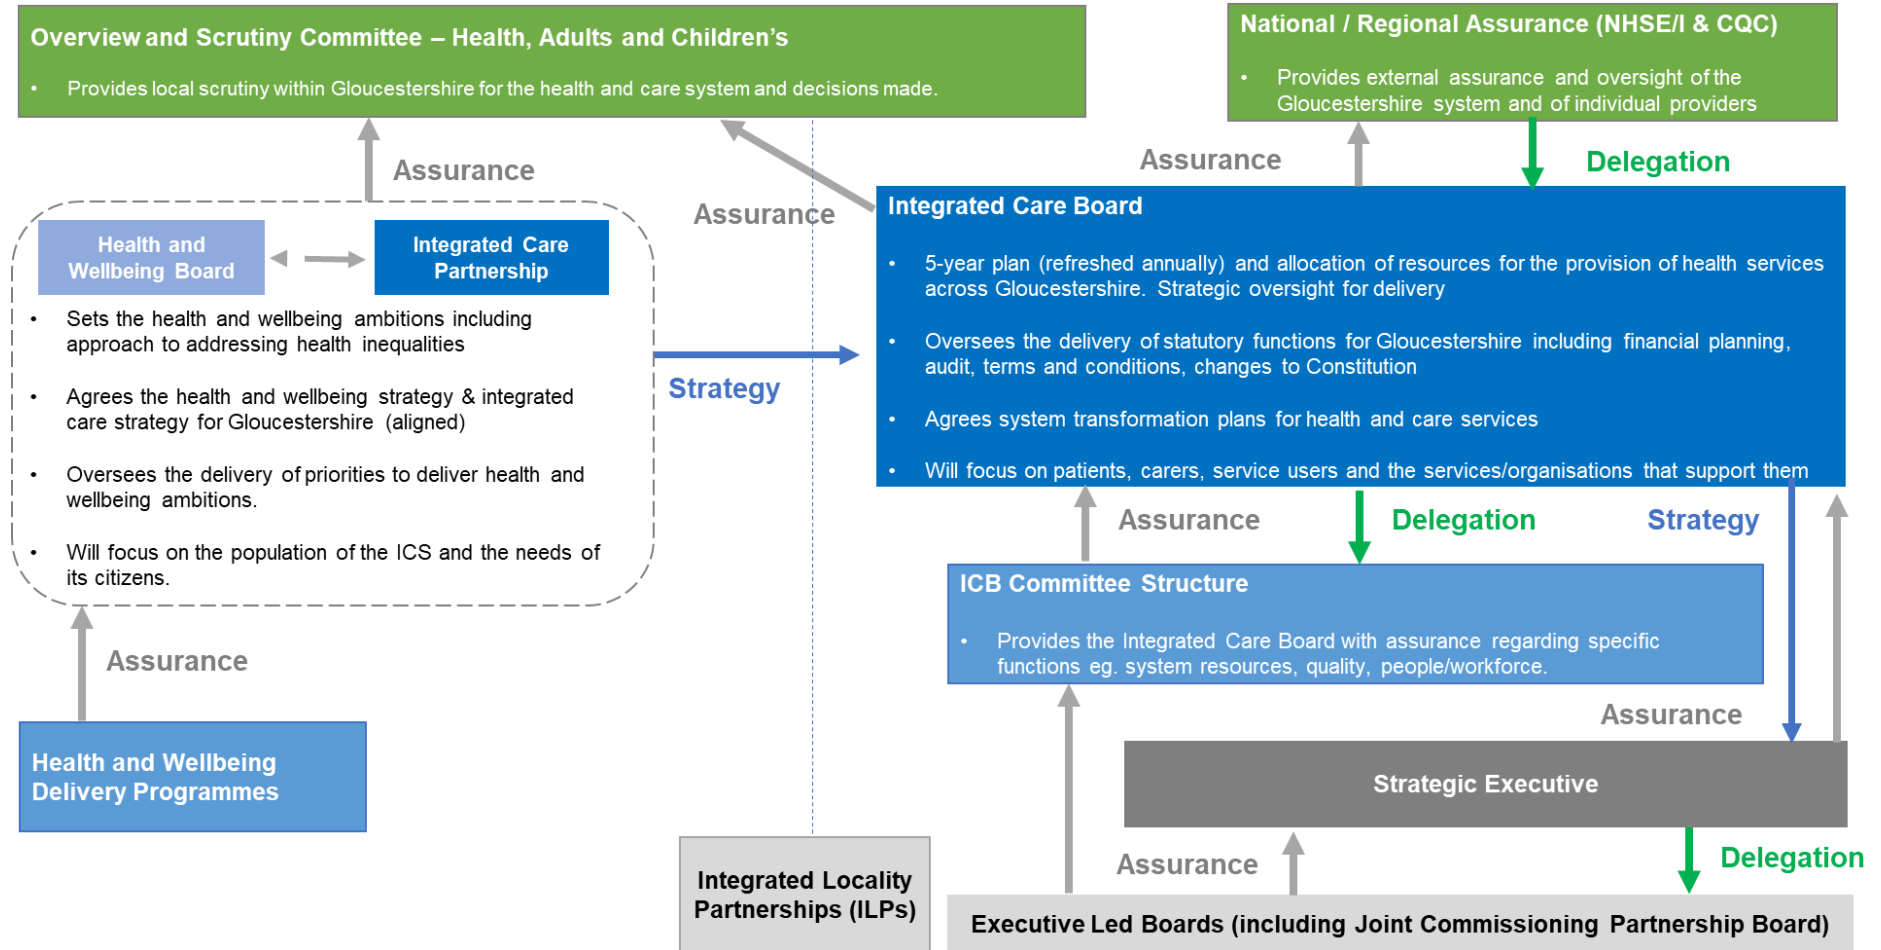 Overview and Scrutiny Committee – Health, Adults and Children’s
• Provides local scrutiny within Gloucestershire for the health and care system and decisions made.
National / Regional Assurance (NHSE/I & CQC)
• Provides external assurance and oversight of the
Gloucestershire system and of individual providers
Assurance
Assurance
Assurance
Delegation
Health and
Wellbeing Board
Integrated Care
Partnership
• Sets the health and wellbeing ambitions including
approach to addressing health inequalities
• Agrees the health and wellbeing strategy & integrated
care strategy for Gloucestershire (aligned)
• Oversees the delivery of priorities to deliver health and
wellbeing ambitions.
• Will focus on the population of the ICS and the needs of
its citizens.
Strategy
Integrated Care Board
• 5-year plan (refreshed annually) and allocation of resources for the provision of health services
across Gloucestershire. Strategic oversight for delivery
• Oversees the delivery of statutory functions for Gloucestershire including financial planning,
audit, terms and conditions, changes to Constitution
• Agrees system transformation plans for health and care services
• Will focus on patients, carers, service users and the services/organisations that support them
Assurance
Delegation
Strategy
ICB Committee Structure
• Provides the Integrated Care Board with assurance regarding specific
functions eg. system resources, quality, people/workforce.
Assurance
Assurance
Health and Wellbeing
Delivery Programmes
Strategic Executive
Assurance
Delegation
Integrated Locality
Partnerships (ILPs)
Executive Led Boards (including Joint Commissioning Partnership Board)